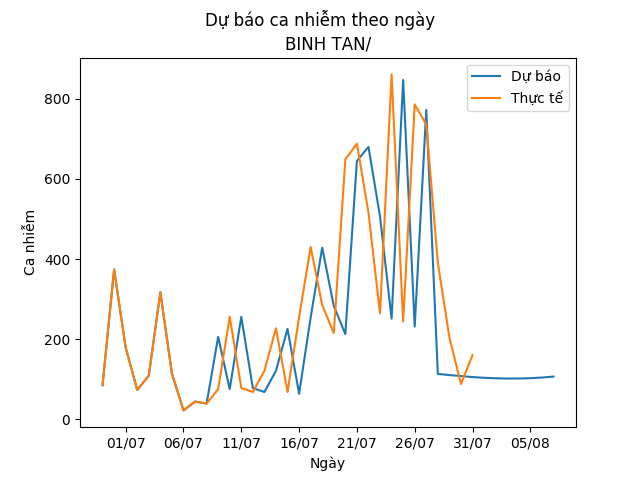 Dự báo ca nhiễm theo ngày
BINH TAN/
Dự báo
Thực tế
Ca nhiễm
800
600
400
200
0
01/07 06/07 11/07 16/07 21/07 26/07 31/07 05/08
Ngày